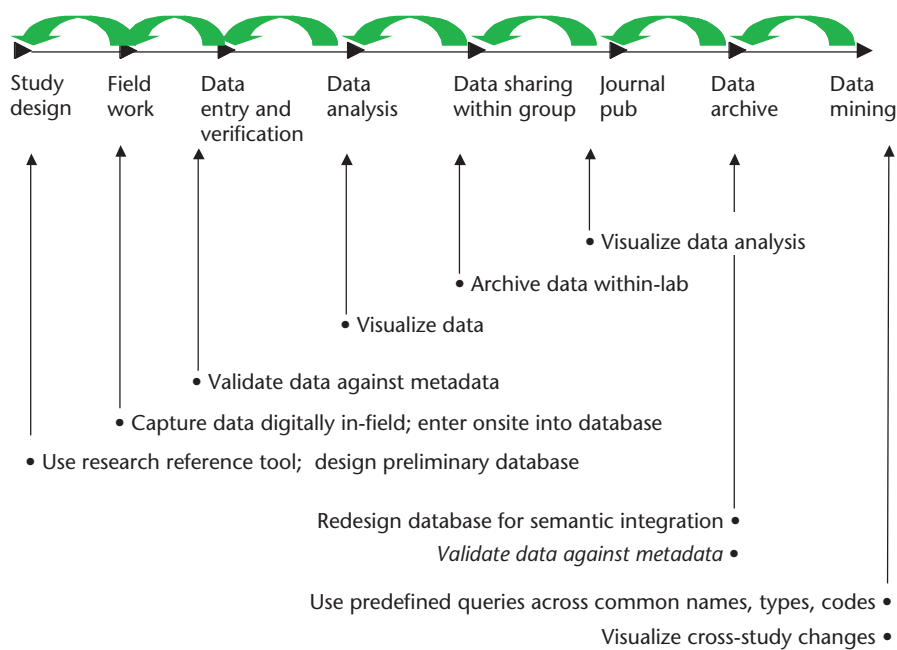 Study design
Field work
Data entry and verification
Data analysis
Data sharing within group
Journal pub
Data archive
Data mining
• Visualize data analysis
• Archive data within-lab
• Visualize data
• Validate data against metadata
• Capture data digitally in-field; enter onsite into database
• Use research reference tool; design preliminary database
Redesign database for semantic integration •
Validate data against metadata •
Use predefined queries across common names, types, codes •
Visualize cross-study changes •